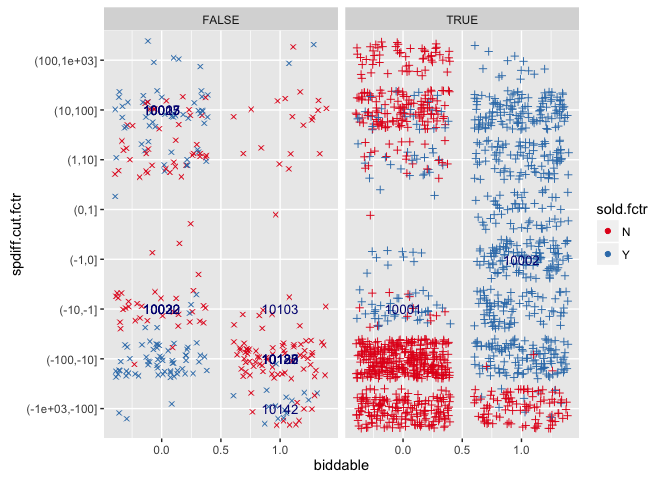 FALSE
TRUE
(100,1e+03]
(10,100]
(1,10]
(0,1]
(-1,0]
(-10,-1]
(-100,-10]
(-1e+03,-100]
spdiff.cut.fctr
10103
10142
10001
10002
0.0
0.5
1.0
0.0
0.5
1.0
biddable
sold.fctr
N
Y